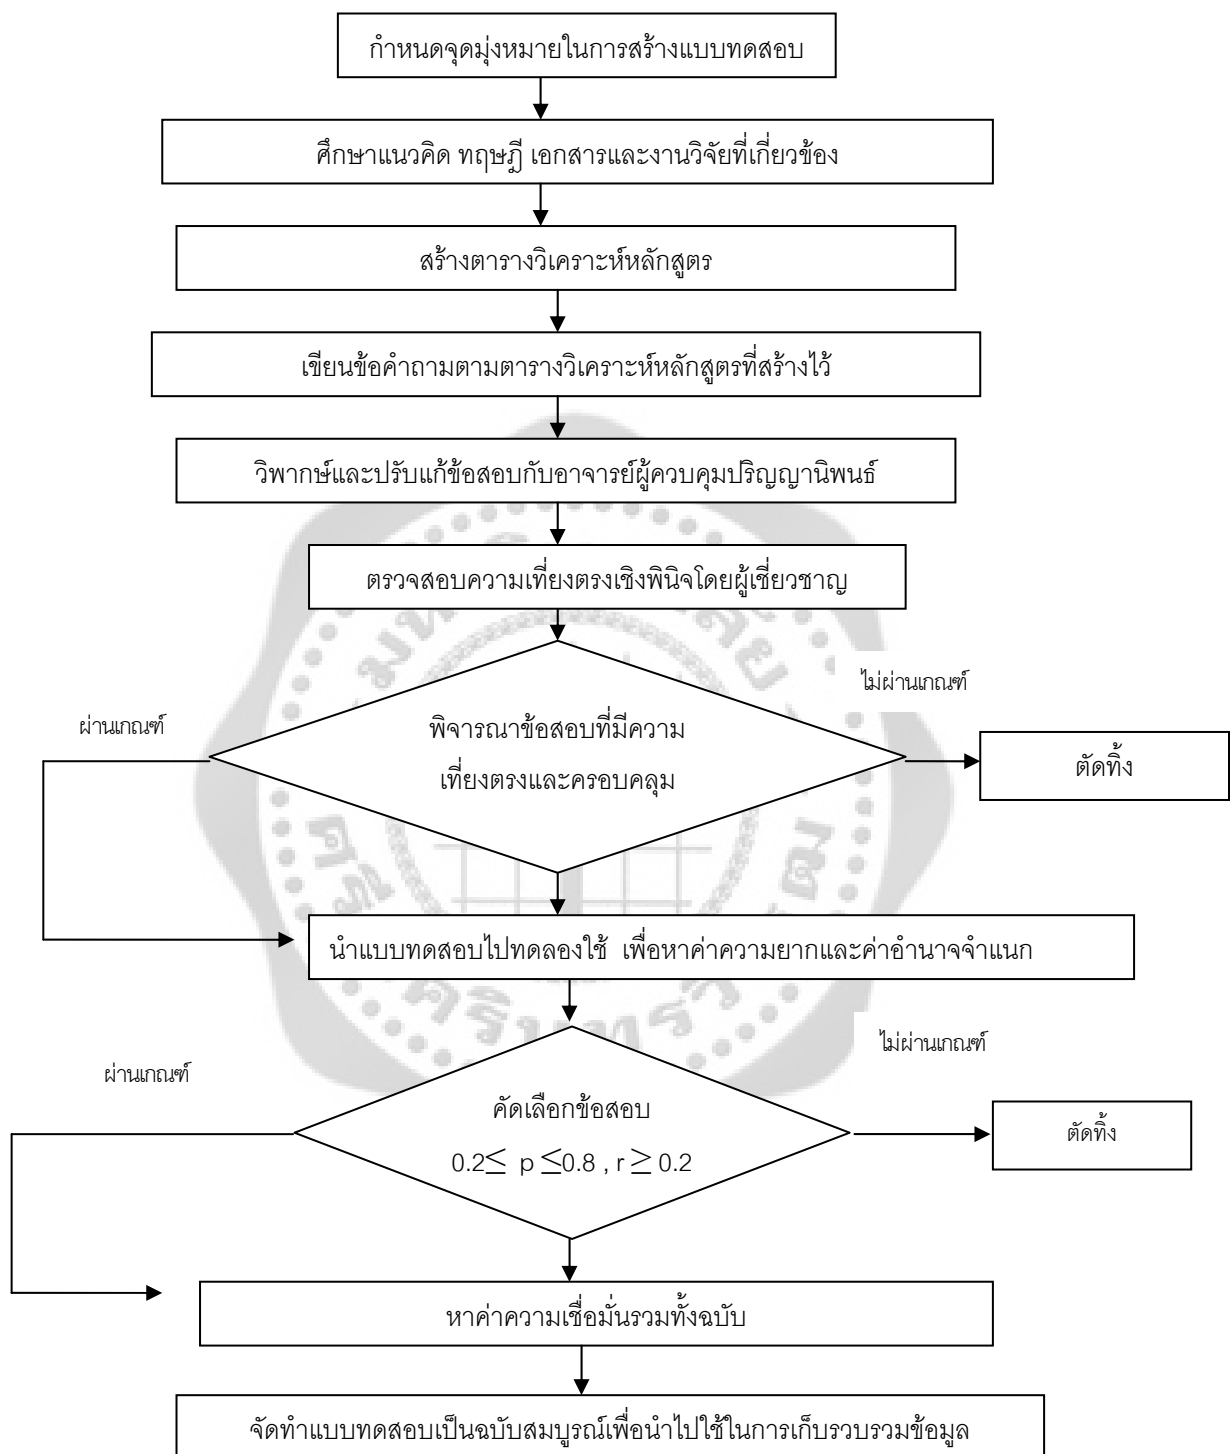 กำหนดจุดมุ่งหมายในการสร้างแบบทดสอบ
ศึกษาแนวคิด ทฤษฎี เอกสารและงานวิจัยที่เกี่ยวข้อง
สร้างตารางวิเคราะห์หลักสูตร
เขียนข้อคำถามตามตารางวิเคราะห์หลักสูตรที่สร้างไว้
วิพากษ์และปรับแก้ข้อสอบกับอาจารย์ผู้ควบคุมปริญญานิพนธ์
ตรวจสอบความเที่ยงตรงเชิงพินิจโดยผู้เชี่ยวชาญ
ไม่ผ่านเกณฑ์
ผ่านเกณฑ์
พิจารณาข้อสอบที่มีความ
เที่ยงตรงและครอบคลุม
ตัดทิ้ง
นำแบบทดสอบไปทดลองใช้ เพื่อหาค่าความยากและค่าอำนาจจำแนก
ไม่ผ่านเกณฑ์
ผ่านเกณฑ์
คัดเลือกข้อสอบ
0.2≤ p ≤0.8 , r ≥ 0.2
ตัดทิ้ง
หาค่าความเชื่อมั่นรวมทั้งฉบับ
จัดทำแบบทดสอบเป็นฉบับสมบูรณ์เพื่อนำไปใช้ในการเก็บรวบรวมข้อมูล